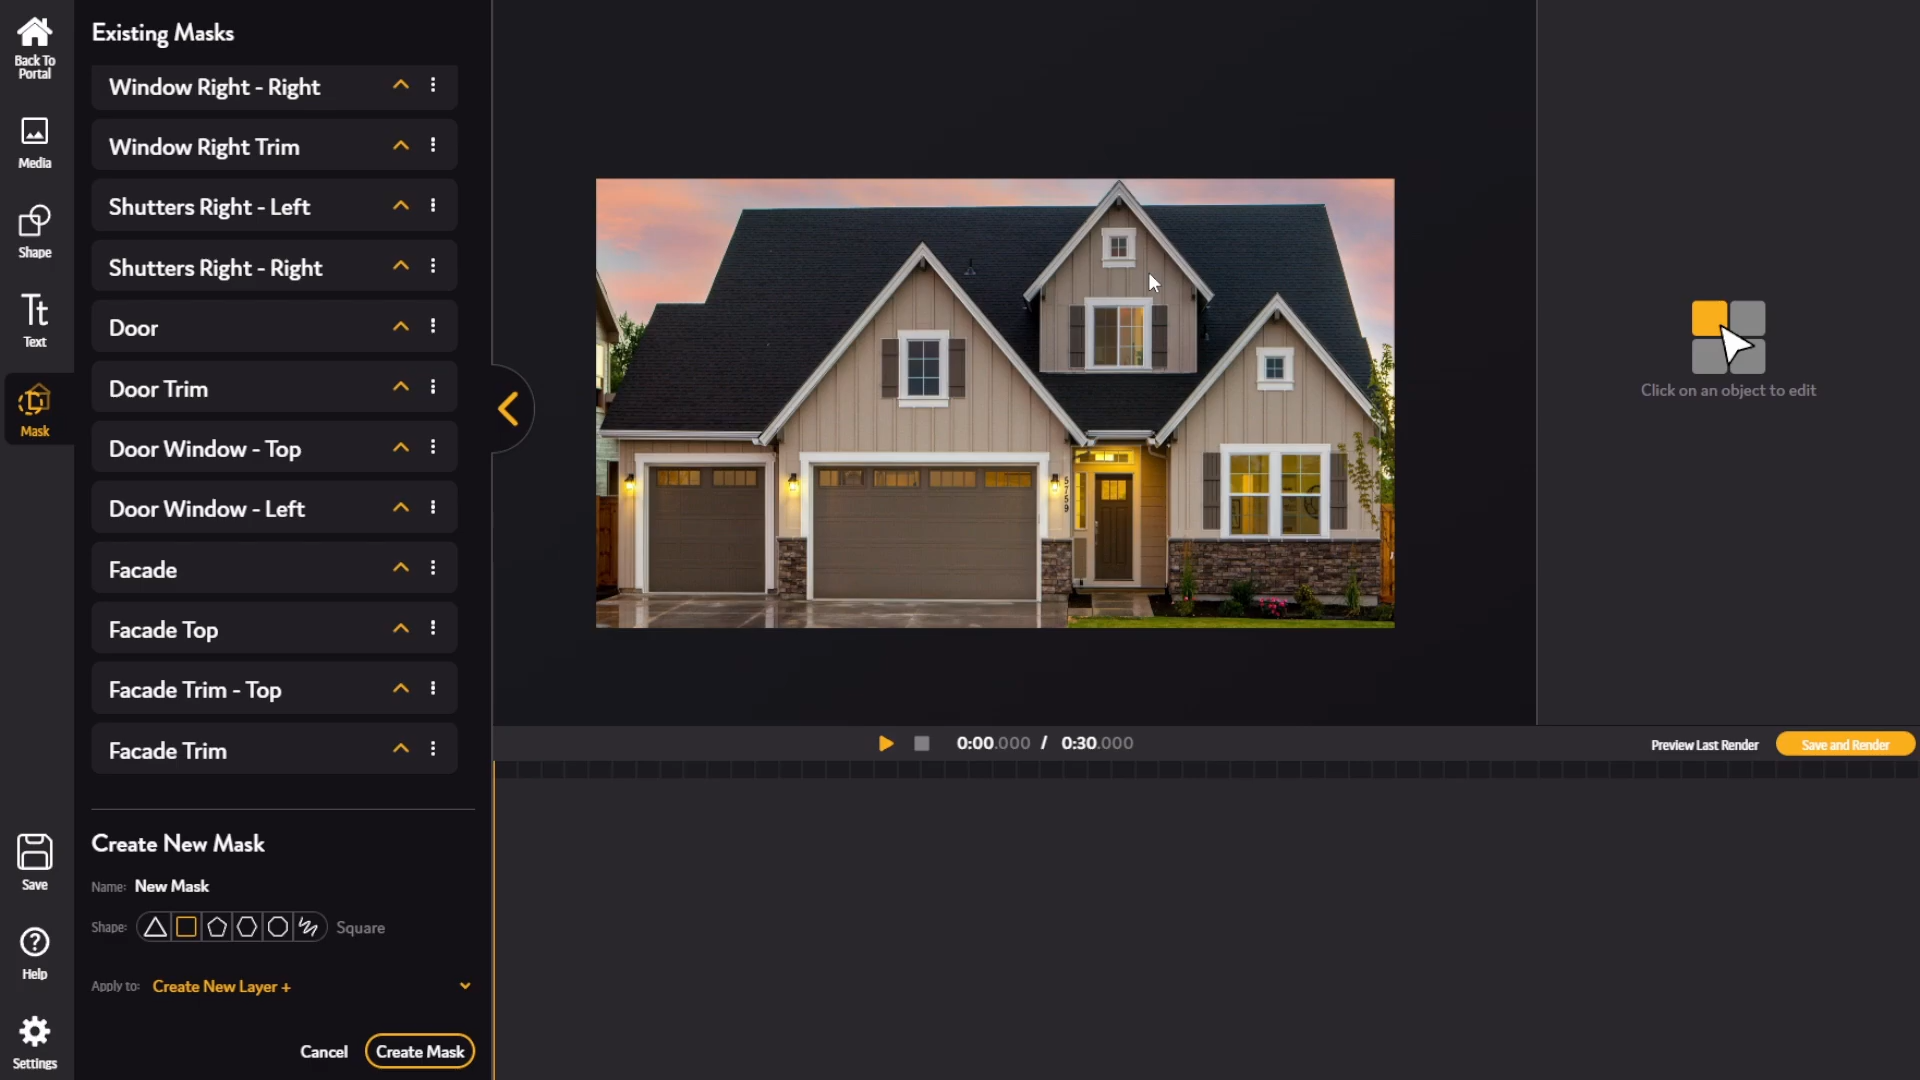 Back To
Portal
Media
Shape
Tt
Text
Mask
Save
Help
Settings
Existing Masks
Window Right - Right
Window Right Trim
Shutters Right - Left
Shutters Right - Right
Door
Door Trim
Door Window - Top
Door Window - Left
Facade
Facade Top
Facade Trim - Top
Facade Trim
Create New Mask
Name: New Mask
Shape: Square
Apply to: Create New Layer +
Cancel
Create Mask
5759
Click on an object to edit
0:00.000 / 0:30.000
Preview Last Render
Save and Render